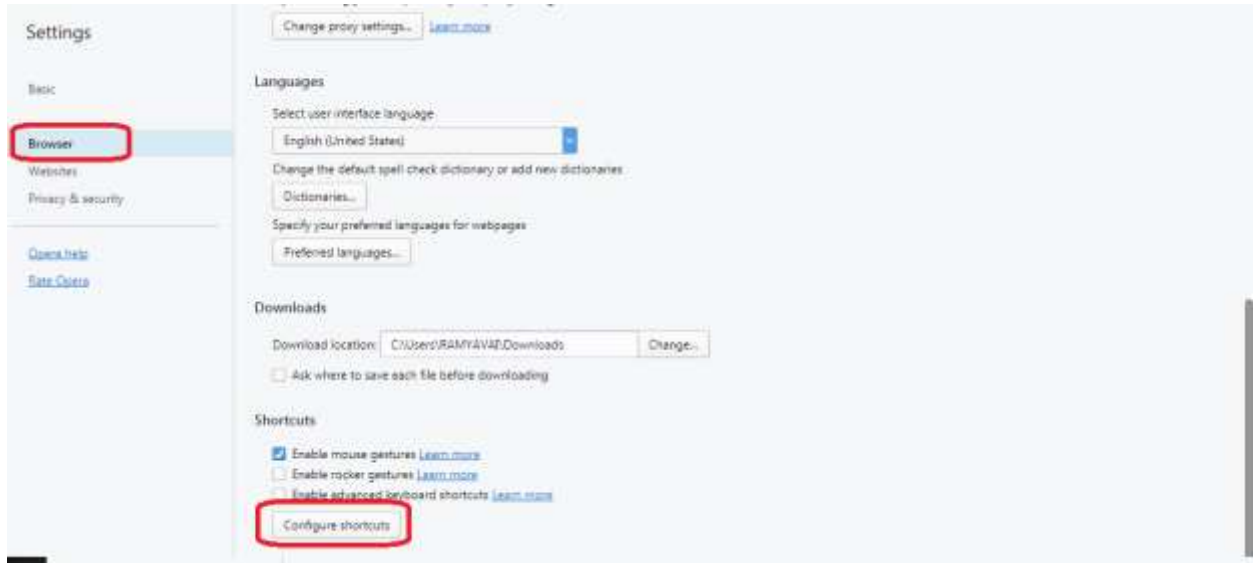 Settings
Basic
Browser
Websites
Privacy & security
Opera help
Rate Opera
Change proxy settings... Learn more
Languages
Select user interface language
English (United States)
Change the default spell check dictionary or add new dictionaries
Dictionaries...
Specify your preferred languages for webpages
Preferred languages...
Downloads
Download location: C:\Users\RAMYAVAR\Downloads Change...
Ask where to save each file before downloading
Shortcuts
Enable mouse gestures Learn more
Enable rocker gestures Learn more
Enable advanced keyboard shortcuts Learn more
Configure shortcuts